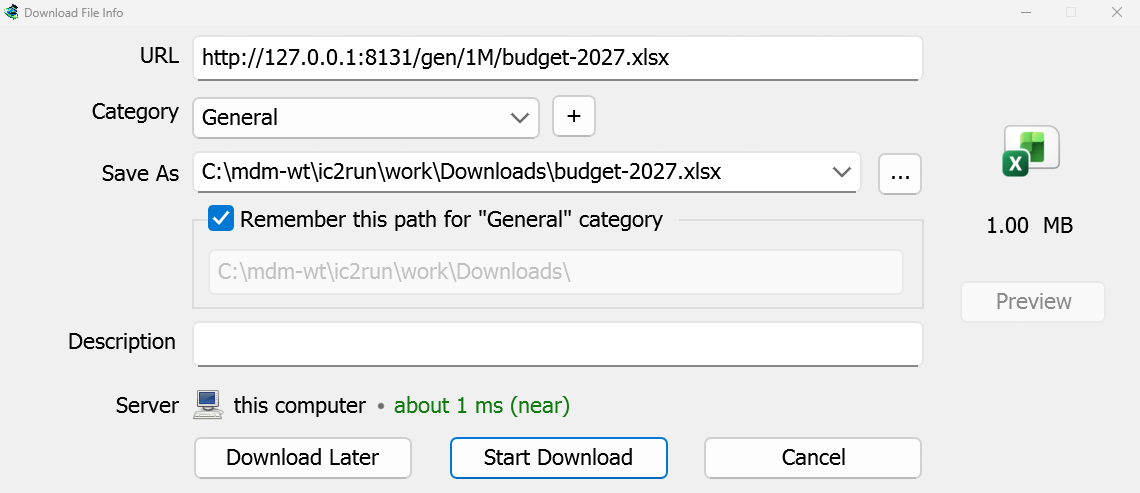 Download File Info
URL http://127.0.0.1:8131/gen/1M/budget-2027.xlsx
Category General +
Save As C:\mdm-wt\ic2run\work\Downloads\budget-2027.xlsx ...
Remember this path for "General" category
C:\mdm-wt\ic2run\work\Downloads\
X
1.00 MB
Preview
Description
Server this computer • about 1 ms (near)
Download Later Start Download Cancel